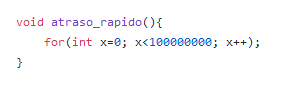 void atraso_rapido(){
    for(int x=0; x<100000000; x++);
}